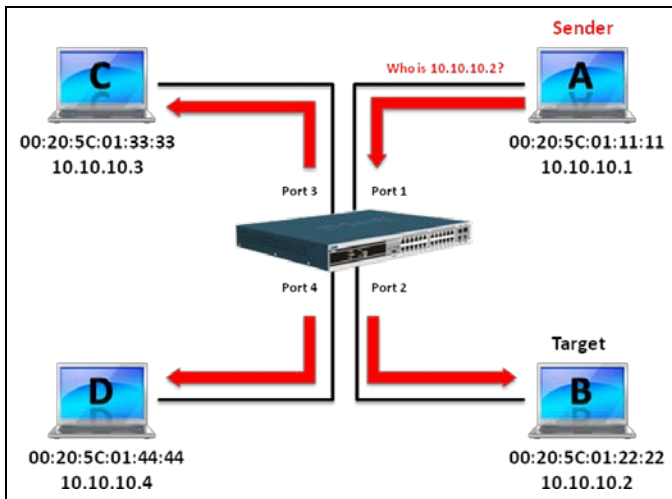 Sender
Who is 10.10.10.2?
C
A
00:20:5C:01:33:33
10.10.10.3
00:20:5C:01:11:11
10.10.10.1
Port 3
Port 1
Port 4
Port 2
Target
D
B
00:20:5C:01:44:44
10.10.10.4
00:20:5C:01:22:22
10.10.10.2